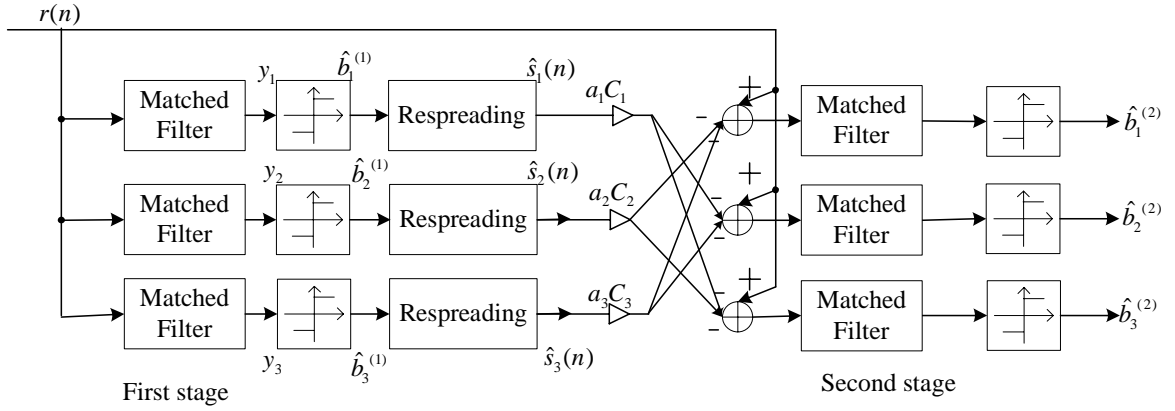 r(n)
y₁
b̂₁⁽¹⁾
ŝ₁(n)
a₁C₁
+
Matched
Filter
Respreading
−
−
Matched
Filter
b̂₁⁽²⁾
y₂
b̂₂⁽¹⁾
ŝ₂(n)
a₂C₂
+
Matched
Filter
Respreading
−
−
Matched
Filter
b̂₂⁽²⁾
a₃C₃
+
Matched
Filter
Respreading
−
−
Matched
Filter
b̂₃⁽²⁾
y₃
b̂₃⁽¹⁾
ŝ₃(n)
First stage
Second stage